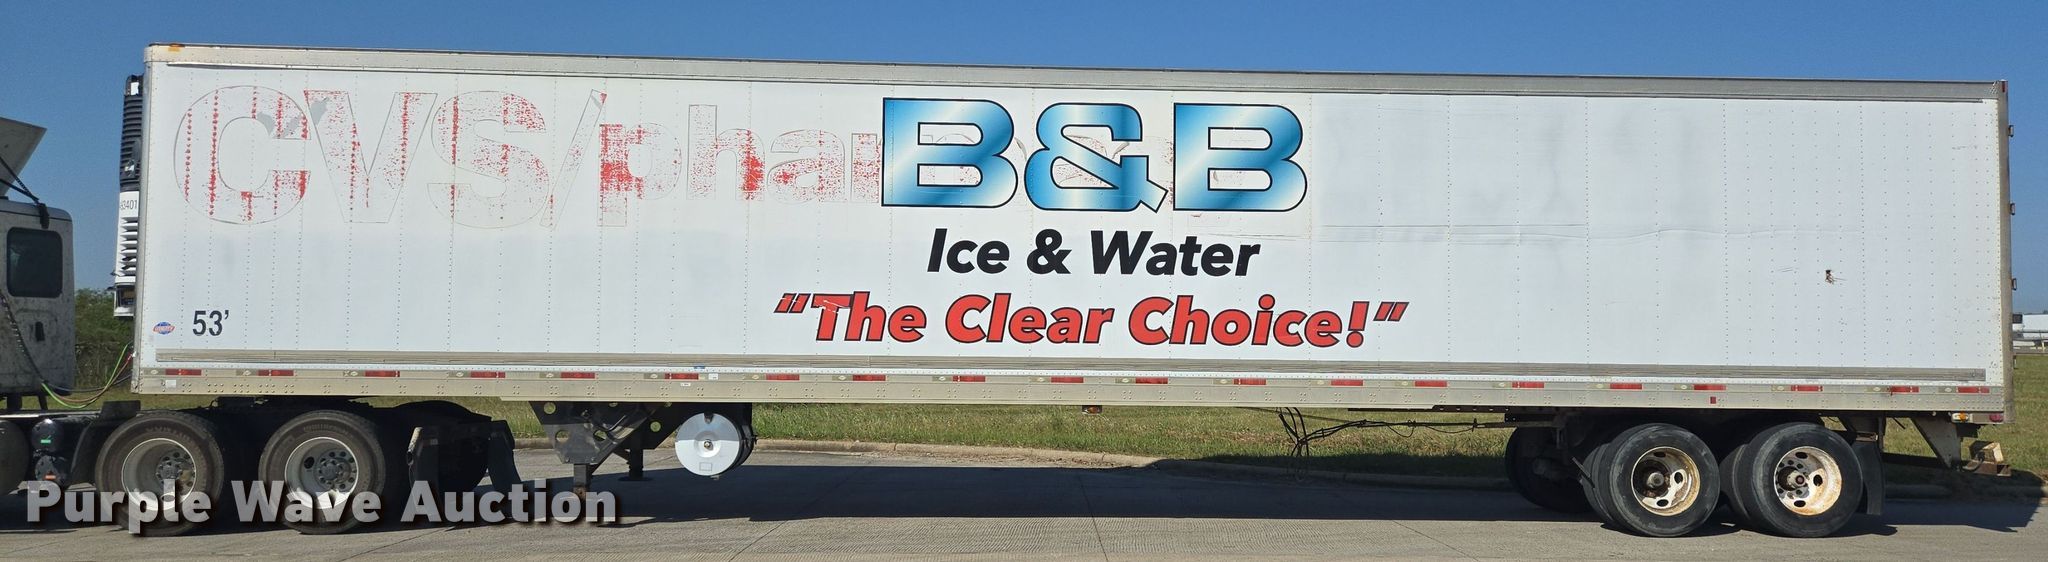 CVS/phar
B&B
Ice & Water
"The Clear Choice!"
53'
Purple Wave Auction